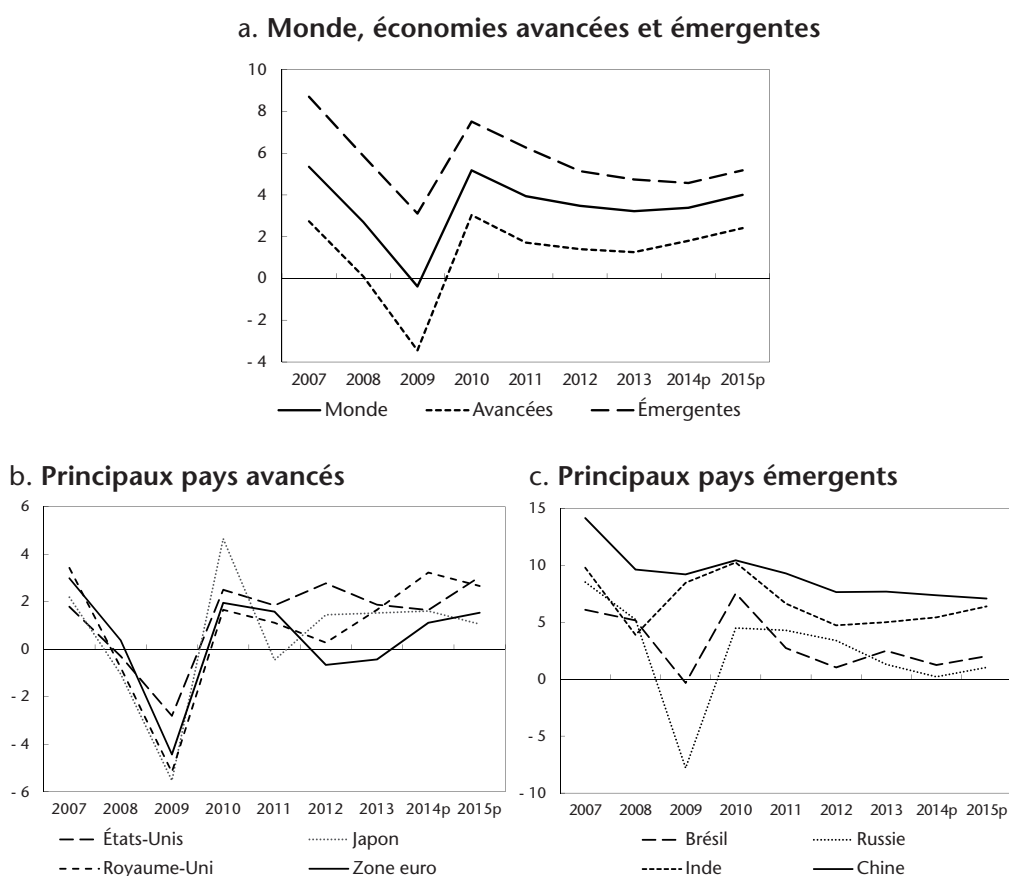 a. Monde, économies avancées et émergentes
10
8
6
4
2
0
- 2
- 4
2007 2008 2009 2010 2011 2012 2013 2014p 2015p
Monde Avancées Émergentes
b. Principaux pays avancés
6
4
2
0
- 2
- 4
- 6
2007 2008 2009 2010 2011 2012 2013 2014p 2015p
États-Unis Japon
Royaume-Uni Zone euro
c. Principaux pays émergents
15
10
5
0
- 5
- 10
2007 2008 2009 2010 2011 2012 2013 2014p 2015p
Brésil Russie
Inde Chine